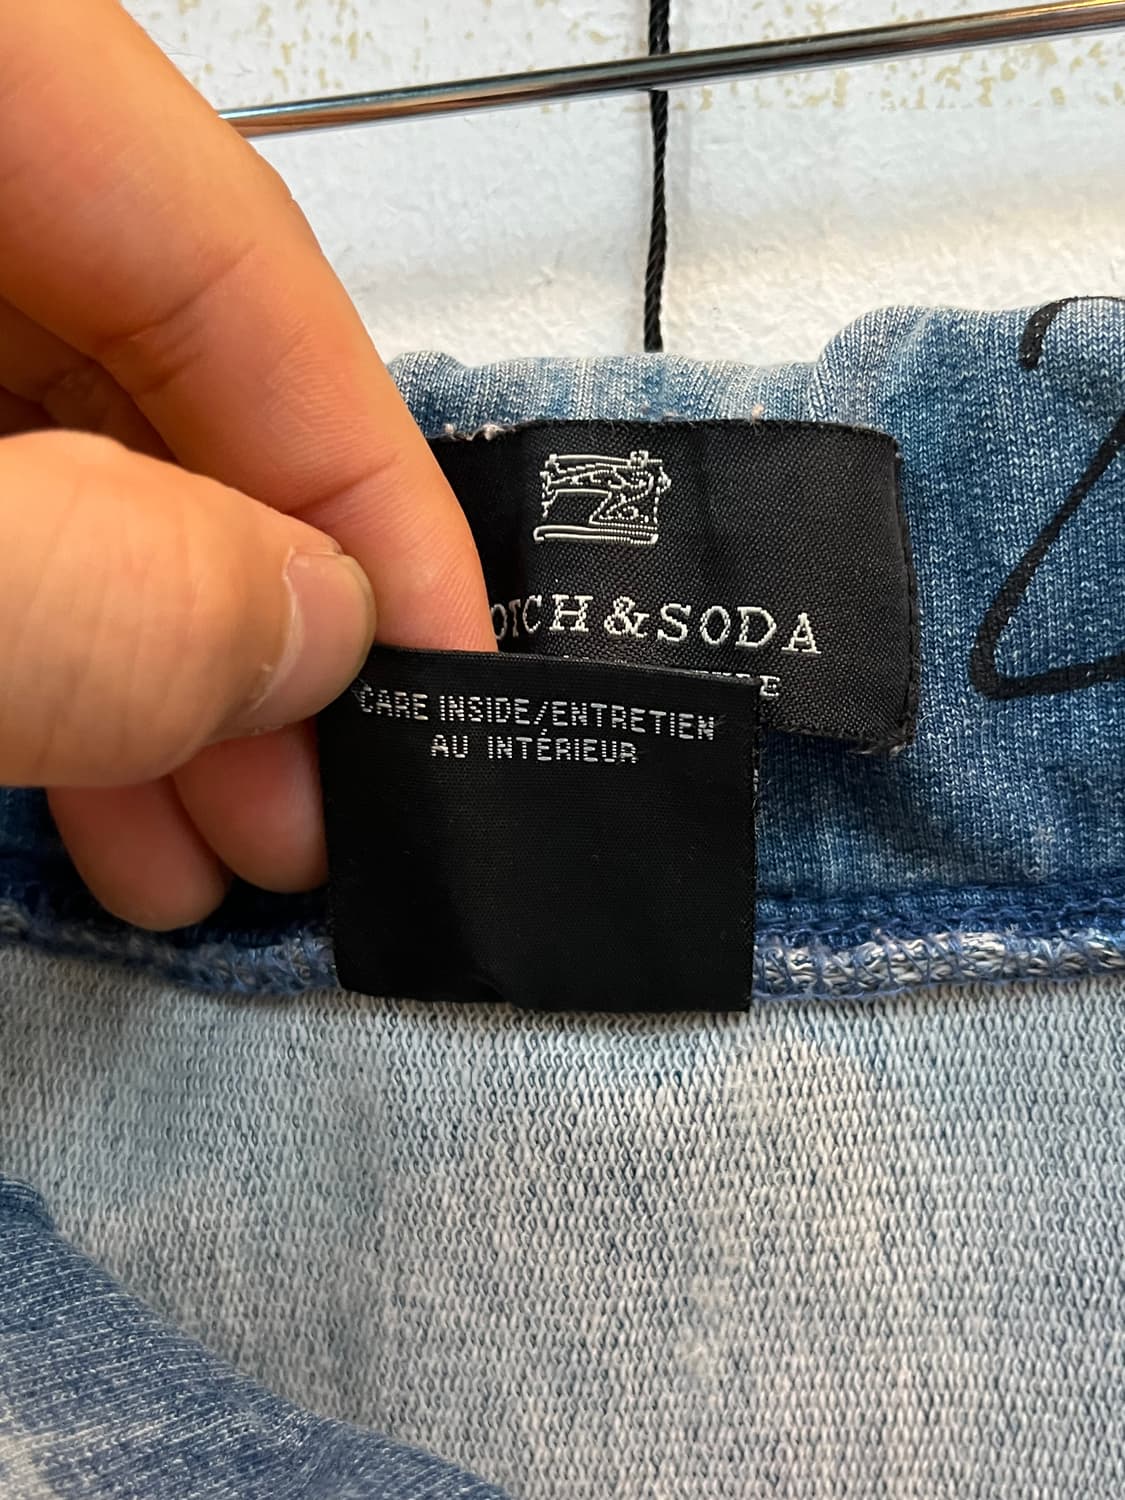 OTCH & SODA
CARE INSIDE/ENTRETIEN
AU INTÉRIEUR